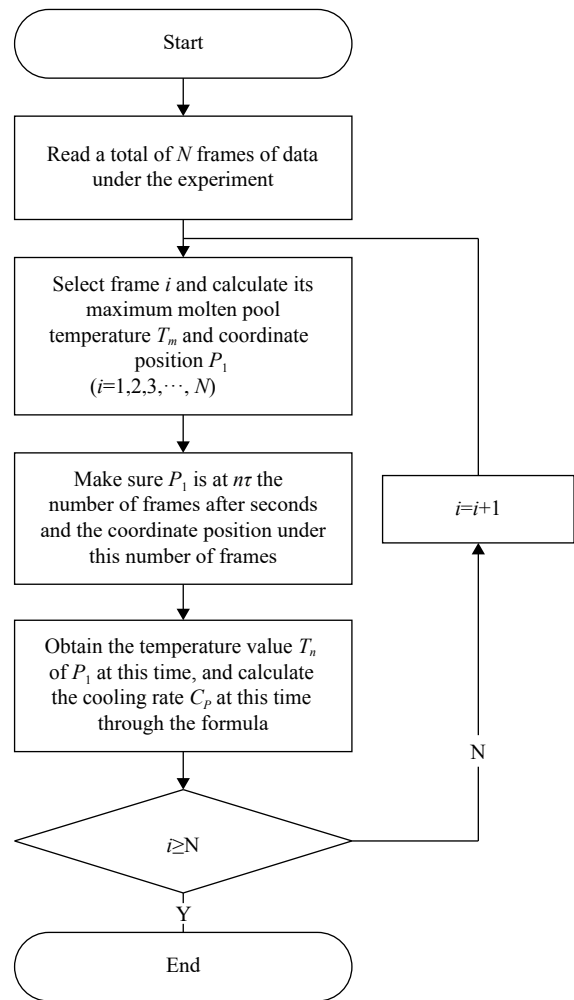 Start
Read a total of N frames of data
under the experiment
Select frame i and calculate its
maximum molten pool
temperature Tₘ and coordinate
position P₁
(i=1,2,3,⋯, N)
Make sure P₁ is at nτ the
number of frames after seconds
and the coordinate position under
this number of frames
i=i+1
Obtain the temperature value Tₙ
of P₁ at this time, and calculate
the cooling rate C_P at this time
through the formula
N
i≥N
Y
End